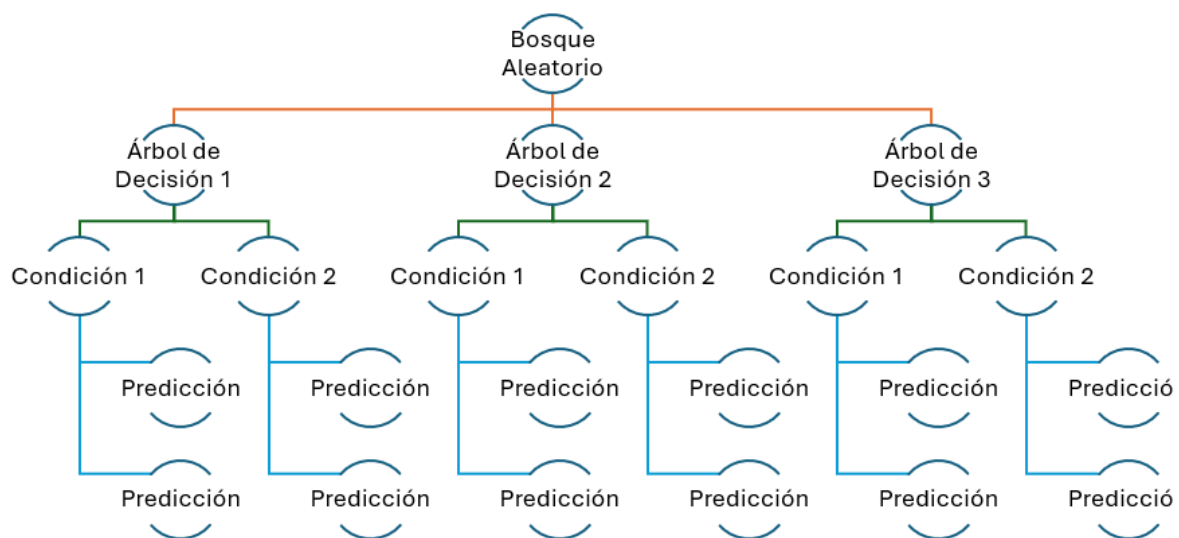 Bosque
Aleatorio
Árbol de
Decisión 1
Árbol de
Decisión 2
Árbol de
Decisión 3
Condición 1
Condición 2
Condición 1
Condición 2
Condición 1
Condición 2
Predicción
Predicción
Predicción
Predicción
Predicción
Predicció
Predicción
Predicción
Predicción
Predicción
Predicción
Predicció